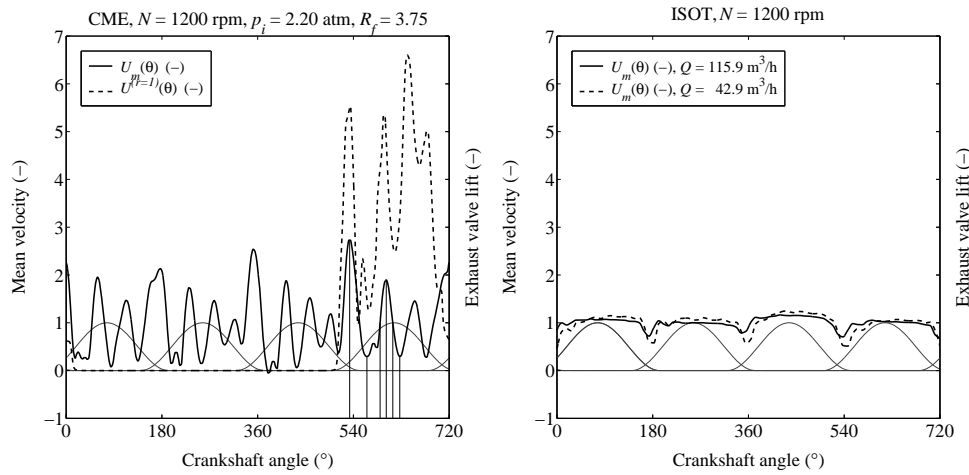 CME, N = 1200 rpm, p_i = 2.20 atm, R_f = 3.75
U_m(θ) (–)
U^(r=1)(θ) (–)
Mean velocity (–)
Exhaust valve lift (–)
7
6
5
4
3
2
1
0
−1
0 180 360 540 720
Crankshaft angle (°)
ISOT, N = 1200 rpm
U_m(θ) (–), Q = 115.9 m³/h
U_m(θ) (–), Q = 42.9 m³/h
Mean velocity (–)
Exhaust valve lift (–)
7
6
5
4
3
2
1
0
−1
0 180 360 540 720
Crankshaft angle (°)